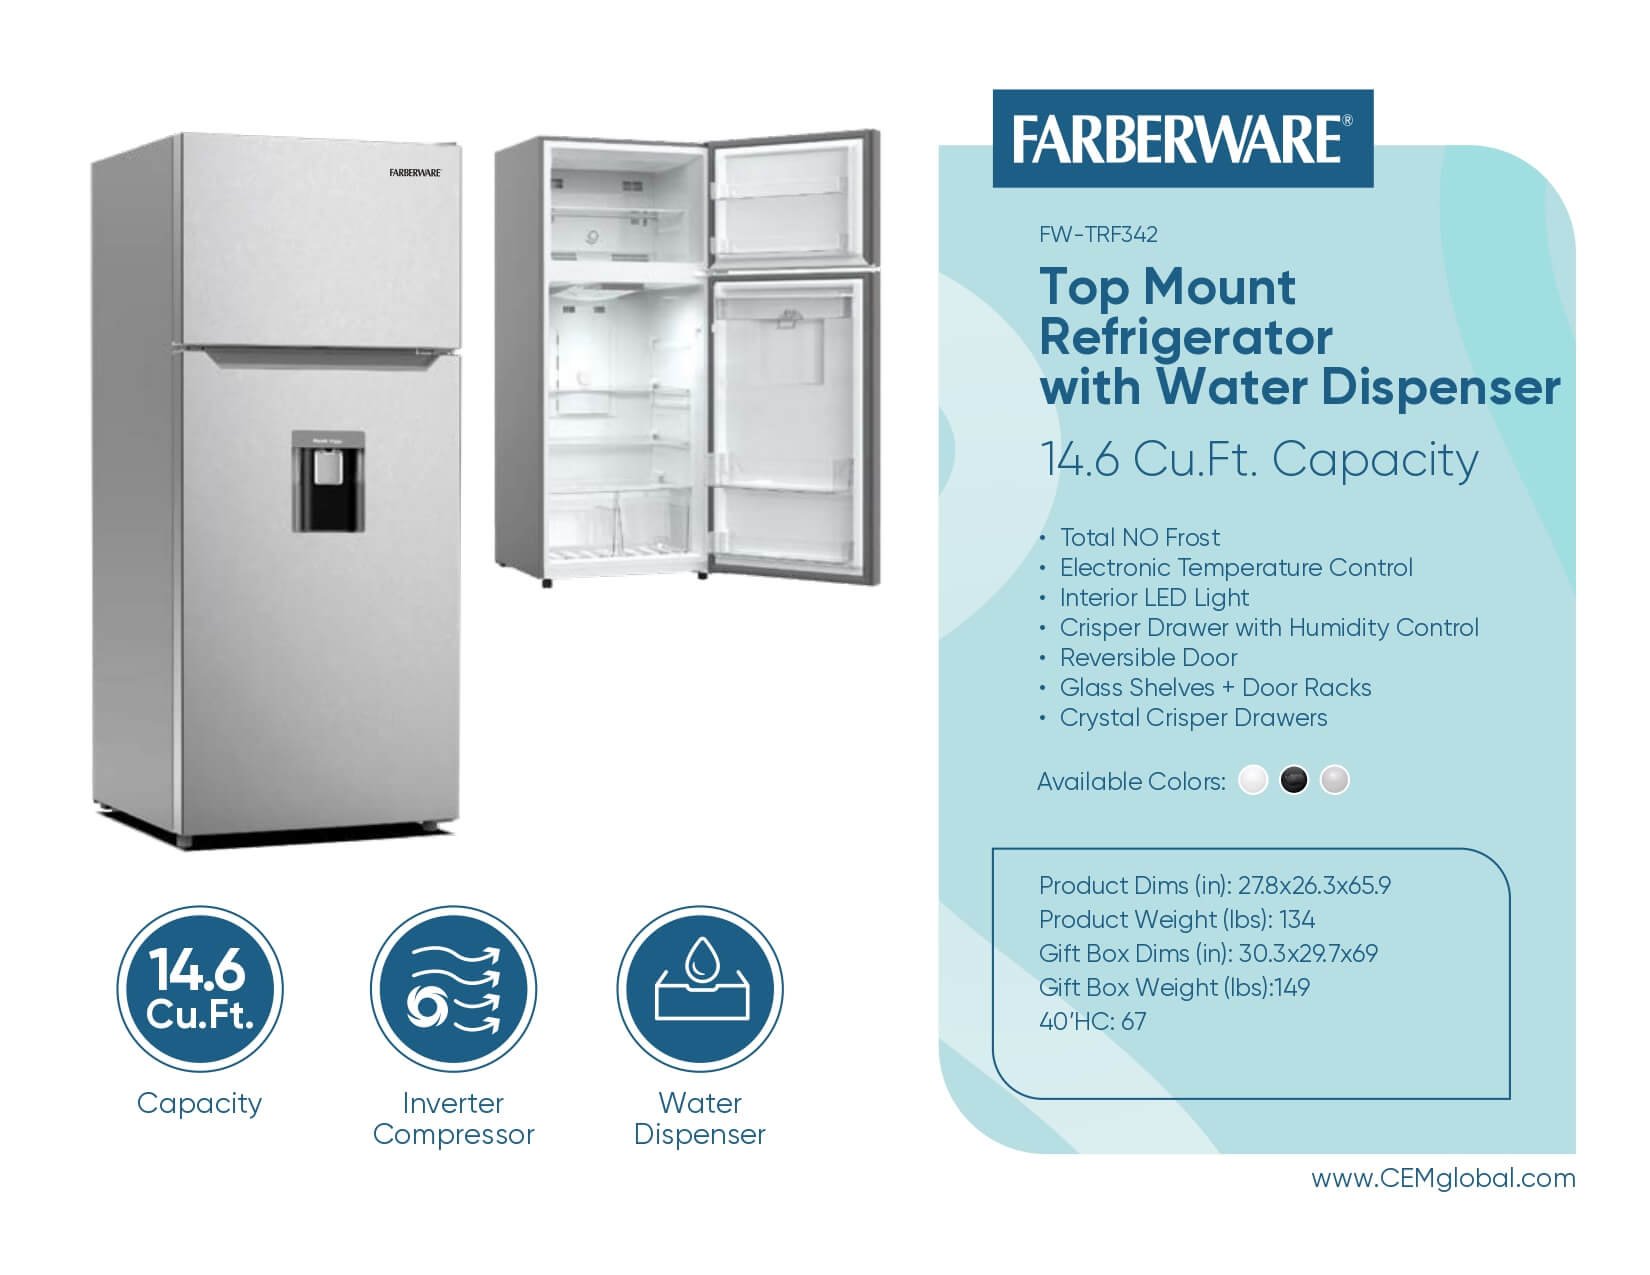 FARBERWARE
FARBERWARE®
FW-TRF342
Top Mount
Refrigerator
with Water Dispenser
14.6 Cu.Ft. Capacity
• Total NO Frost
• Electronic Temperature Control
• Interior LED Light
• Crisper Drawer with Humidity Control
• Reversible Door
• Glass Shelves + Door Racks
• Crystal Crisper Drawers
Available Colors:
Product Dims (in): 27.8x26.3x65.9
Product Weight (lbs): 134
Gift Box Dims (in): 30.3x29.7x69
Gift Box Weight (lbs):149
40’HC: 67
14.6
Cu.Ft.
Capacity
Inverter
Compressor
Water
Dispenser
www.CEMglobal.com